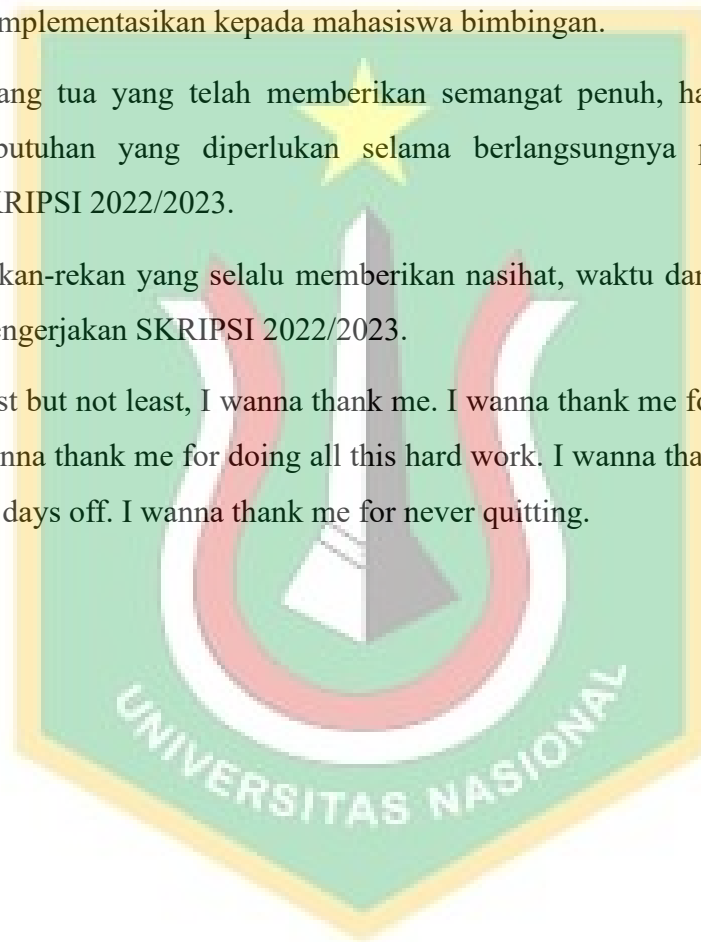 mplementasikan kepada mahasiswa bimbingan.
ang tua yang telah memberikan semangat penuh, ha
butuhan yang diperlukan selama berlangsungnya p
KRIPSI 2022/2023.
kan-rekan yang selalu memberikan nasihat, waktu dan
engerjakan SKRIPSI 2022/2023.
st but not least, I wanna thank me. I wanna thank me fo
nna thank me for doing all this hard work. I wanna tha
days off. I wanna thank me for never quitting.
UNIVERSITAS NASIONAL